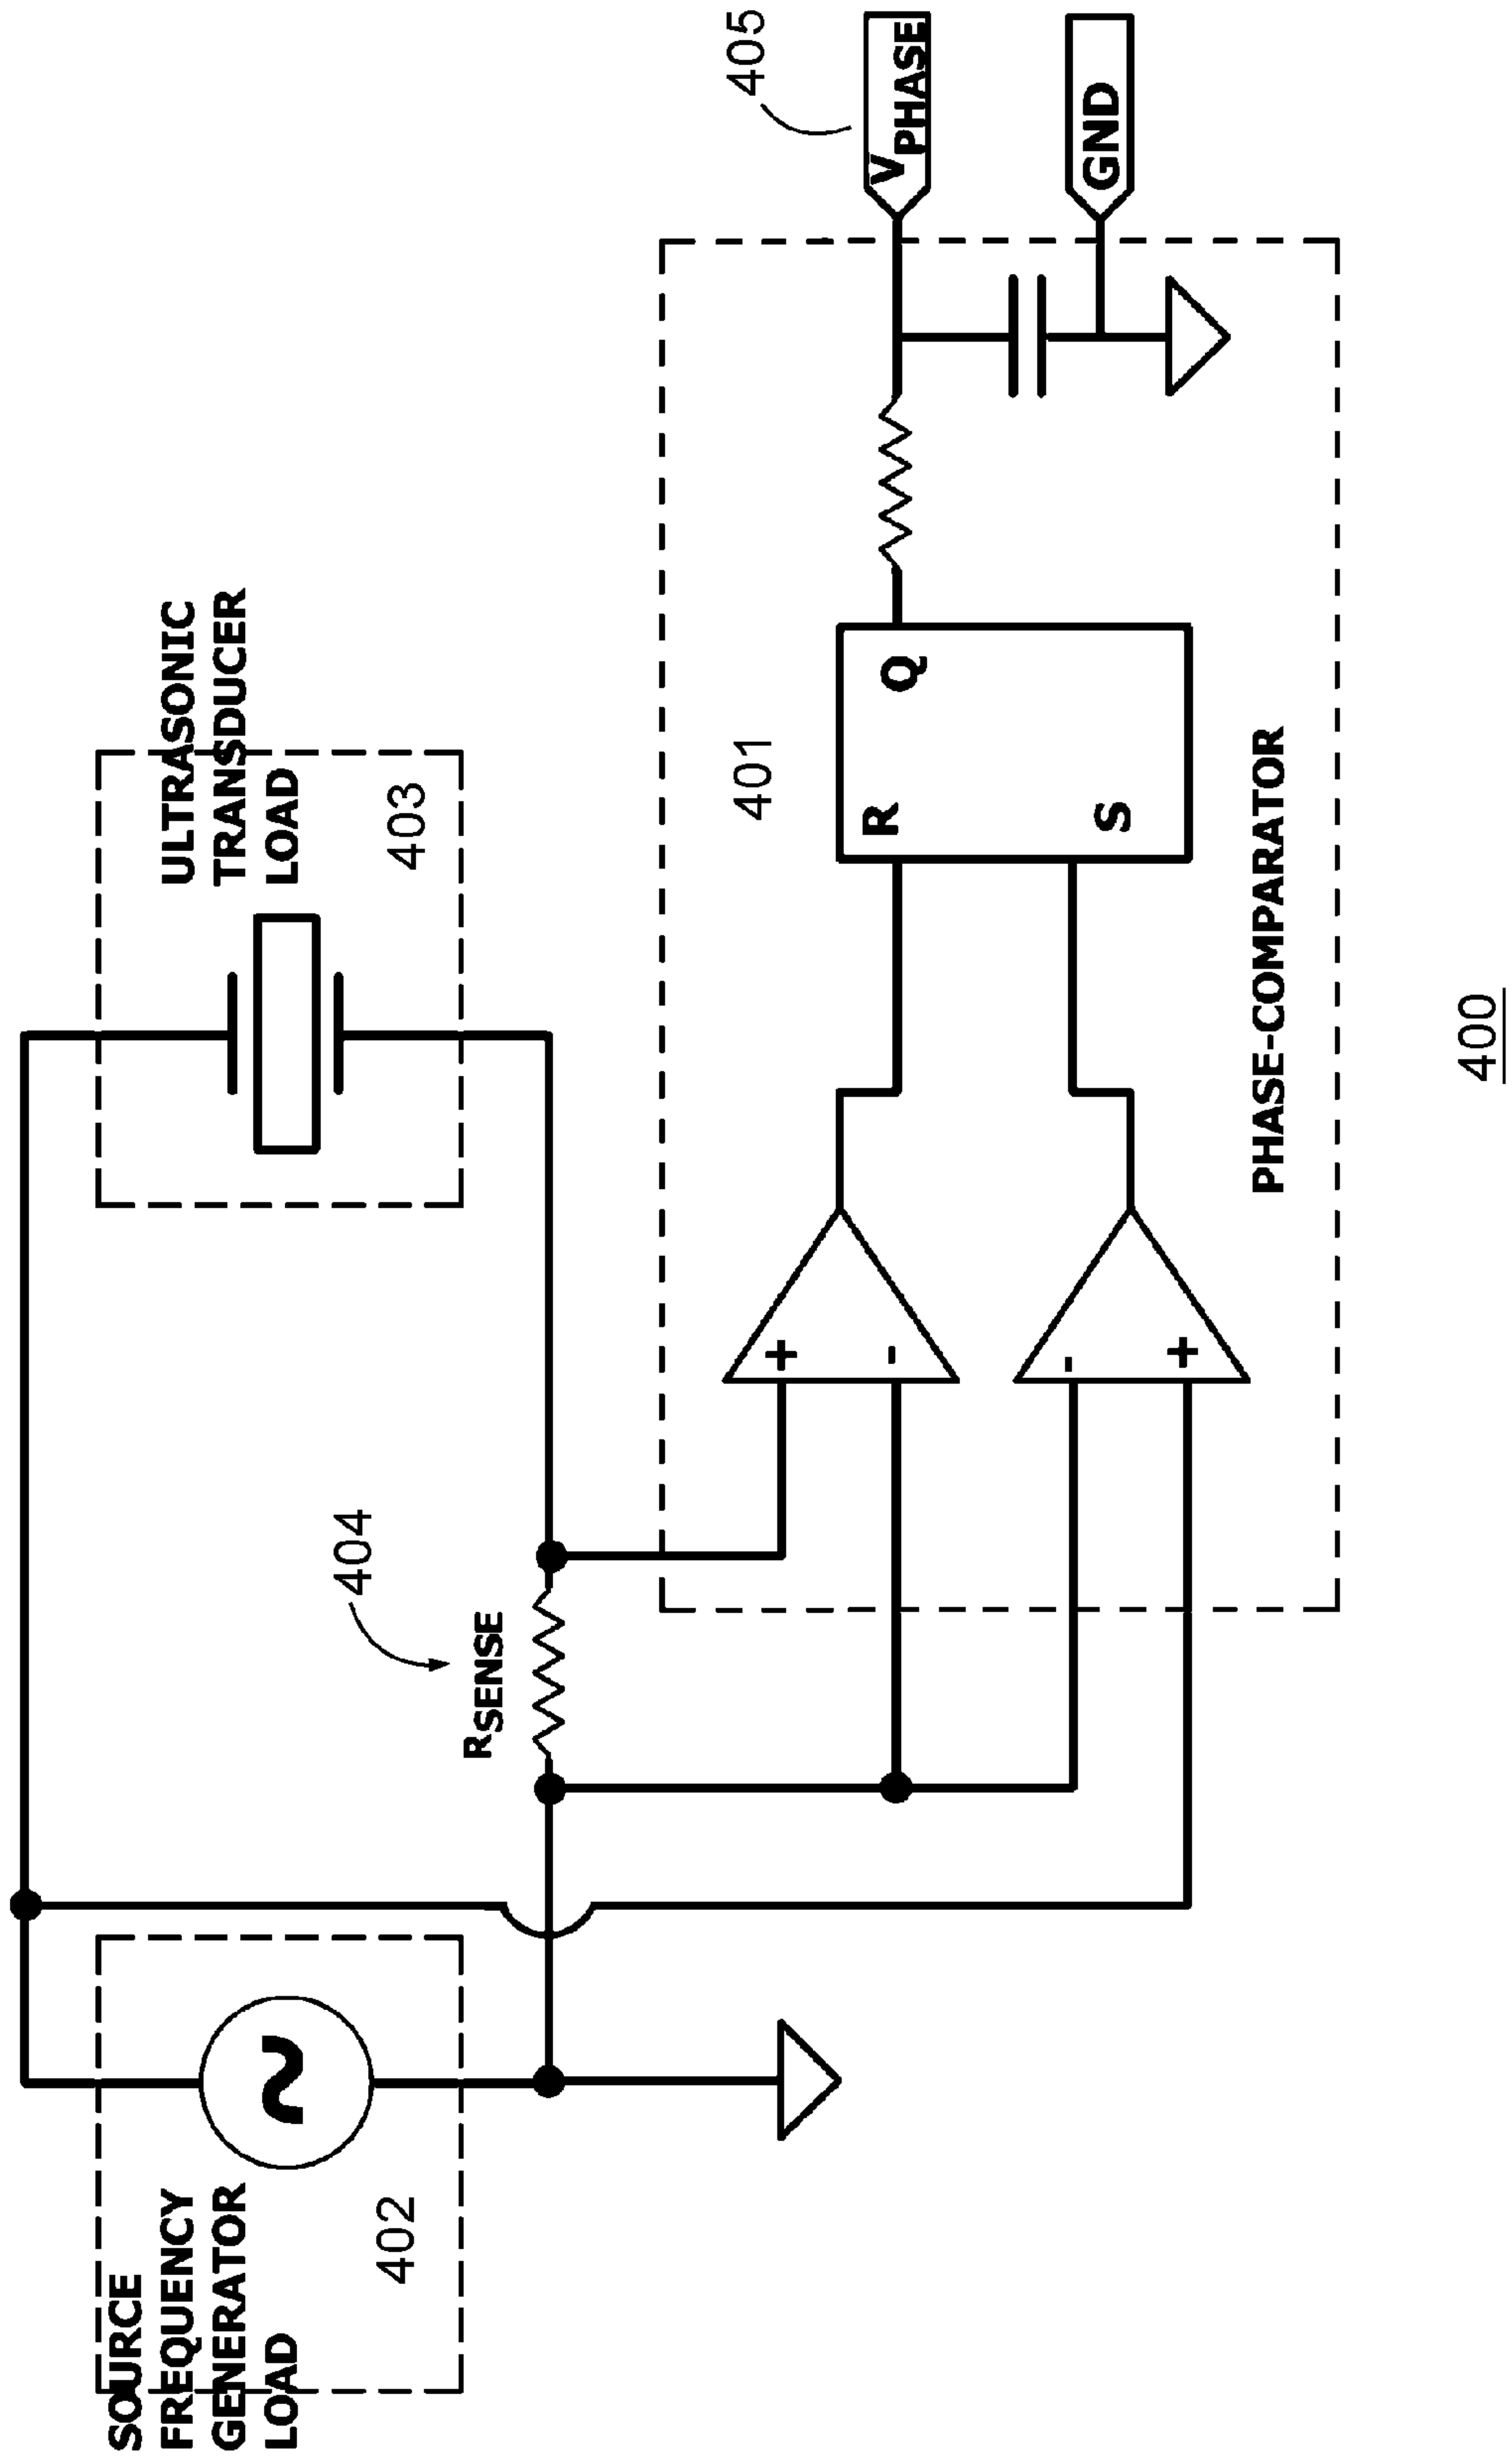 SOURCE
FREQUENCY
GENERATOR
LOAD
402
ULTRASONIC
TRANSDUCER
LOAD
403
404
RSENSE
405
VPHASE
GND
401
R
Q
S
+
-
-
+
PHASE-COMPARATOR
400